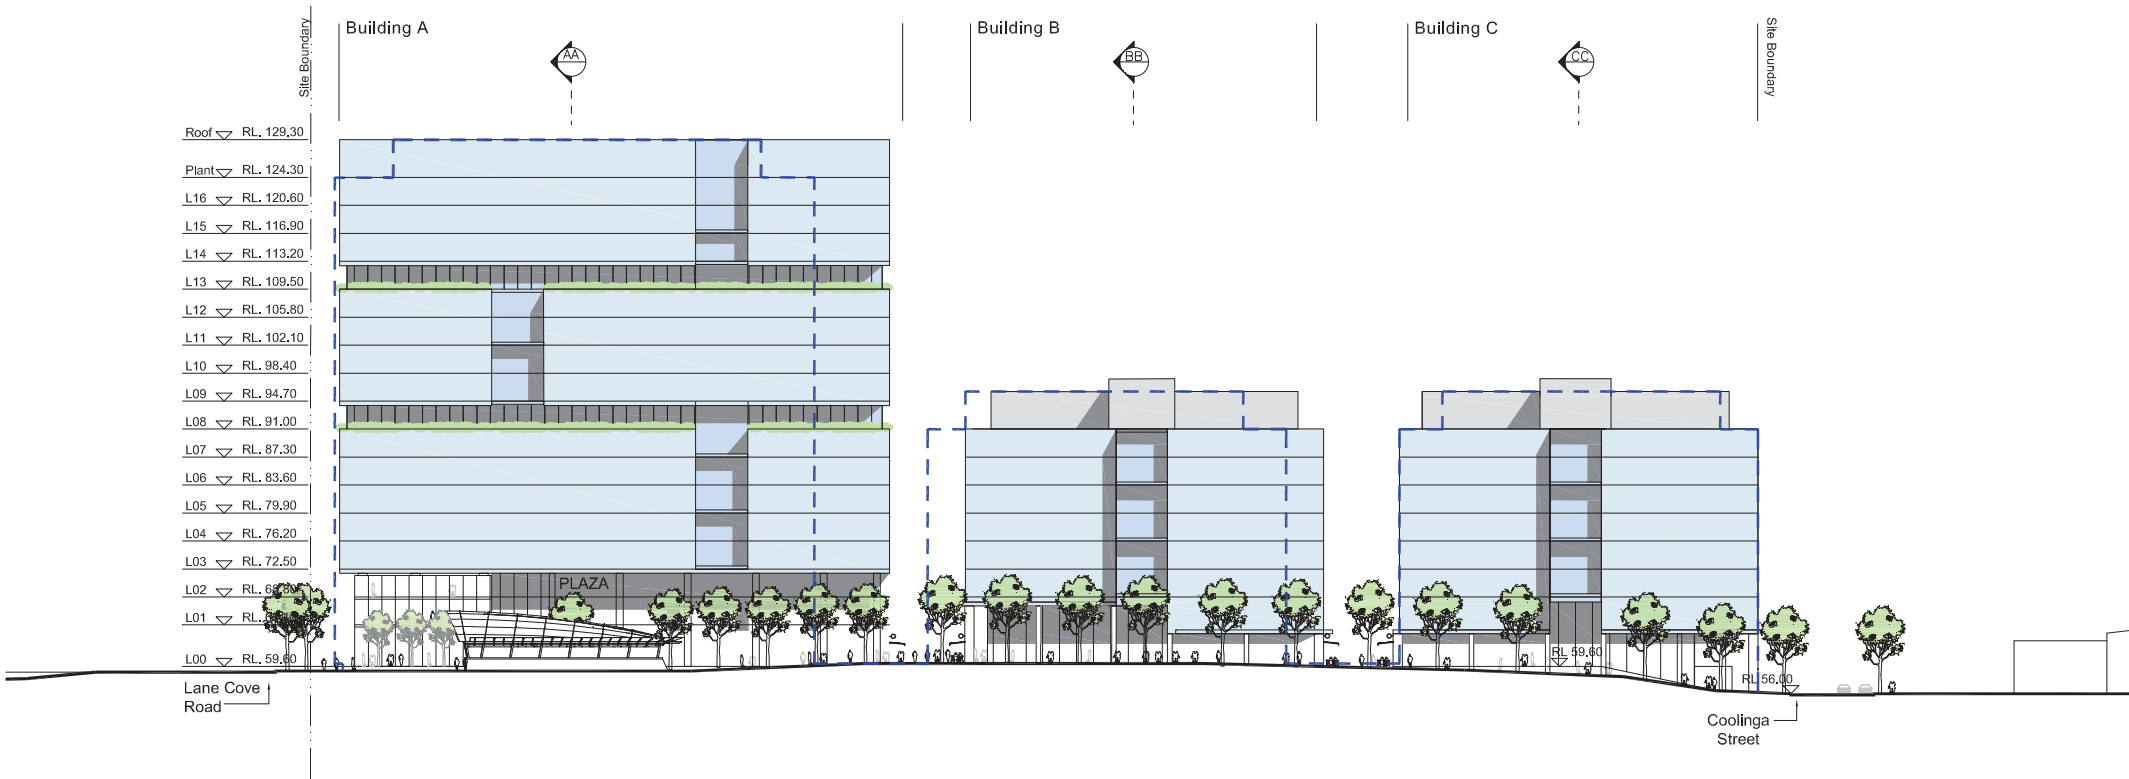 Site Boundary
Building A
Building B
Building C
Site Boundary
AA
BB
CC
Roof RL. 129.30
Plant RL. 124.30
L16 RL. 120.60
L15 RL. 116.90
L14 RL. 113.20
L13 RL. 109.50
L12 RL. 105.80
L11 RL. 102.10
L10 RL. 98.40
L09 RL. 94.70
L08 RL. 91.00
L07 RL. 87.30
L06 RL. 83.60
L05 RL. 79.90
L04 RL. 76.20
L03 RL. 72.50
PLAZA
L02 RL.
L01 RL.
L00 RL. 59.60
RL 59.60
RL 56.00
Lane Cove
Road
Coolinga
Street